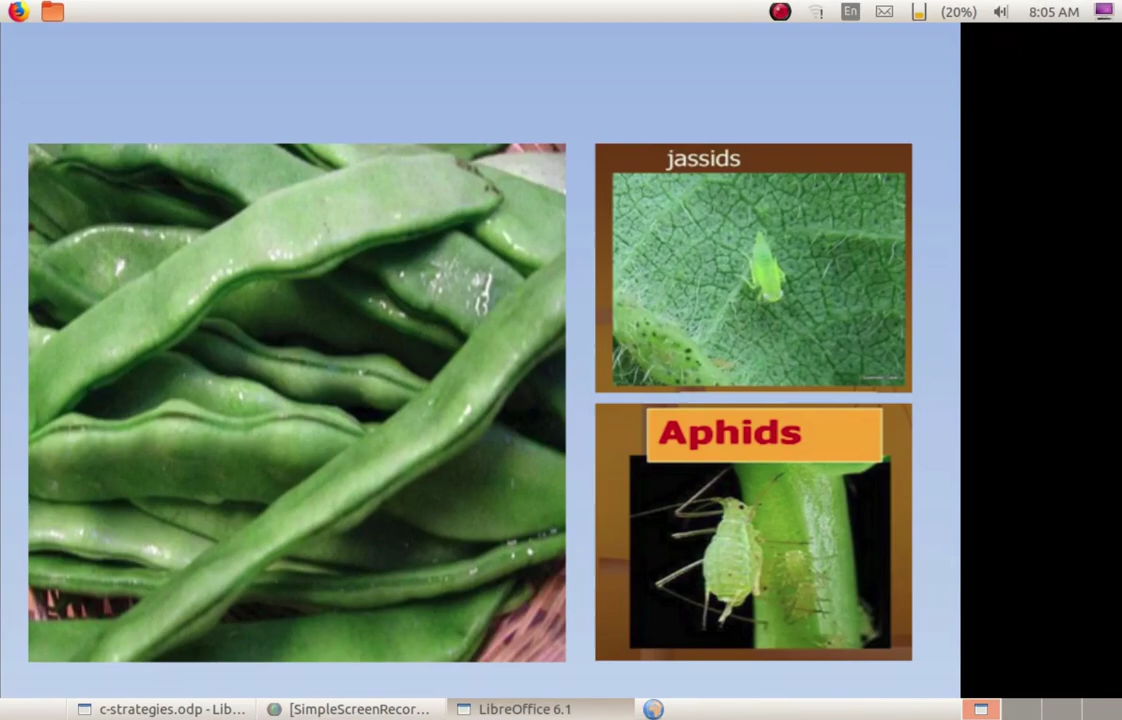 En
(20%)
8:05 AM
jassids
Aphids
c-strategies.odp - Lib...
[SimpleScreenRecor...
LibreOffice 6.1